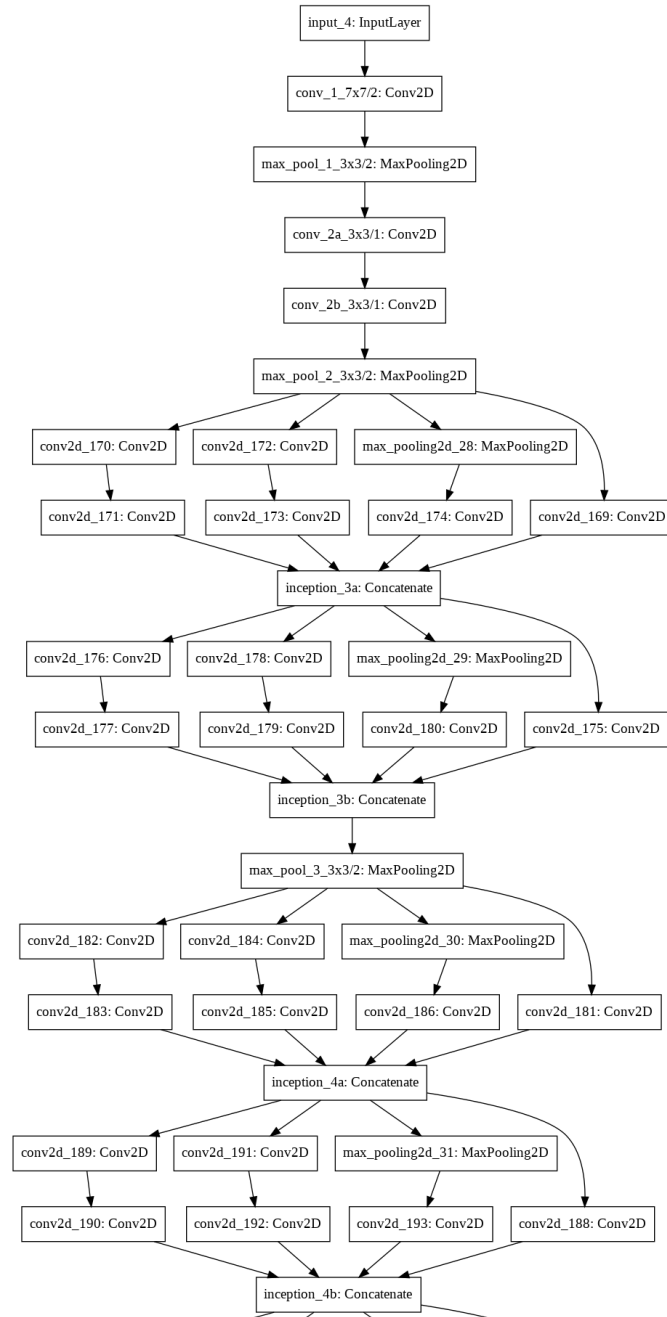 input_4: InputLayer
conv_1_7x7/2: Conv2D
max_pool_1_3x3/2: MaxPooling2D
conv_2a_3x3/1: Conv2D
conv_2b_3x3/1: Conv2D
max_pool_2_3x3/2: MaxPooling2D
conv2d_170: Conv2D
conv2d_172: Conv2D
max_pooling2d_28: MaxPooling2D
conv2d_171: Conv2D
conv2d_173: Conv2D
conv2d_174: Conv2D
conv2d_169: Conv2D
inception_3a: Concatenate
conv2d_176: Conv2D
conv2d_178: Conv2D
max_pooling2d_29: MaxPooling2D
conv2d_177: Conv2D
conv2d_179: Conv2D
conv2d_180: Conv2D
conv2d_175: Conv2D
inception_3b: Concatenate
max_pool_3_3x3/2: MaxPooling2D
conv2d_182: Conv2D
conv2d_184: Conv2D
max_pooling2d_30: MaxPooling2D
conv2d_183: Conv2D
conv2d_185: Conv2D
conv2d_186: Conv2D
conv2d_181: Conv2D
inception_4a: Concatenate
conv2d_189: Conv2D
conv2d_191: Conv2D
max_pooling2d_31: MaxPooling2D
conv2d_190: Conv2D
conv2d_192: Conv2D
conv2d_193: Conv2D
conv2d_188: Conv2D
inception_4b: Concatenate